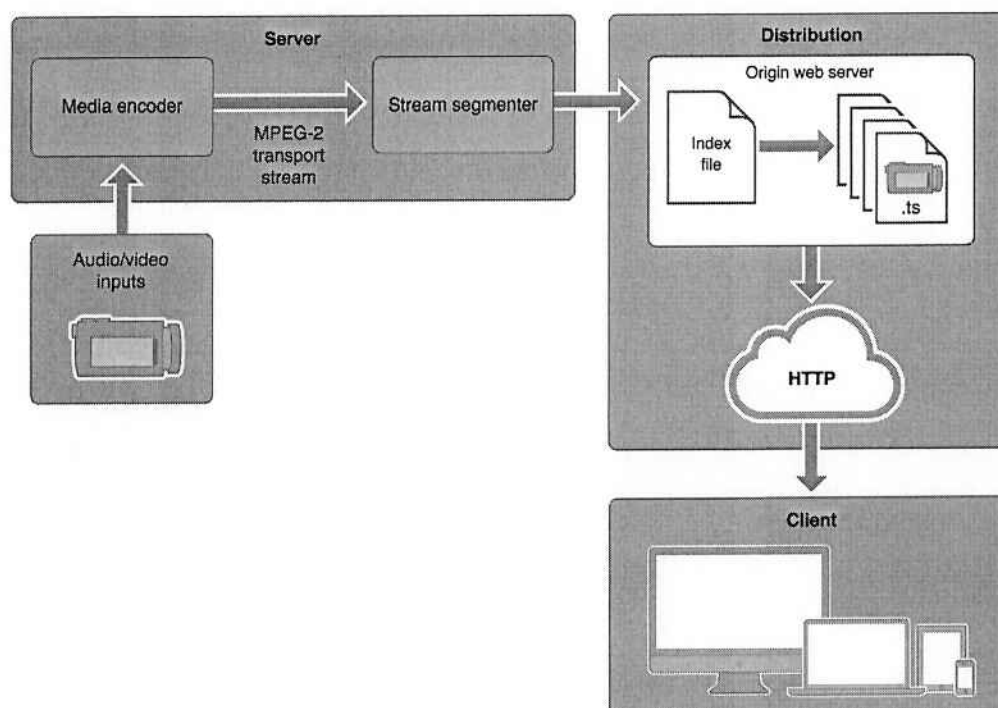 Server
Media encoder
MPEG-2
transport
stream
Stream segmenter
Audio/video
inputs
Distribution
Origin web server
Index
file
.ts
HTTP
Client